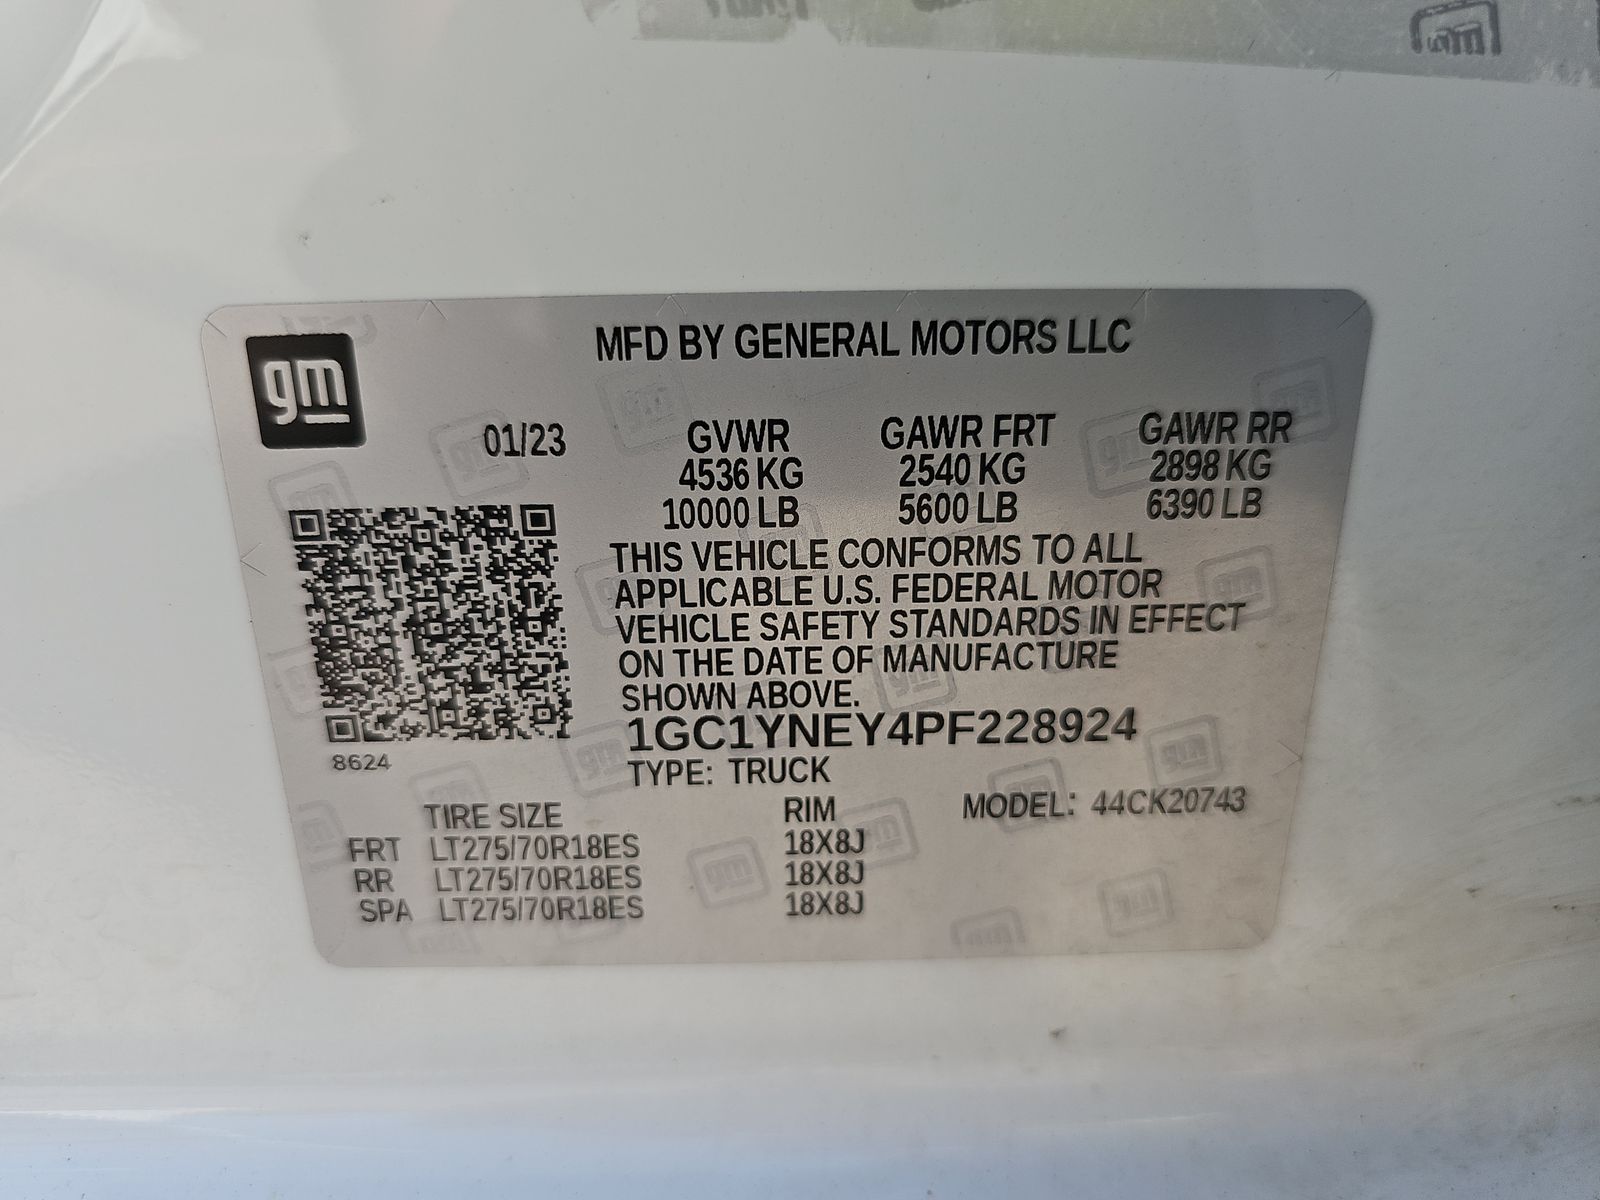 MFD BY GENERAL MOTORS LLC
gm
01/23
GVWR GAWR FRT GAWR RR
4536 KG 2540 KG 2898 KG
10000 LB 5600 LB 6390 LB
THIS VEHICLE CONFORMS TO ALL
APPLICABLE U.S. FEDERAL MOTOR
VEHICLE SAFETY STANDARDS IN EFFECT
ON THE DATE OF MANUFACTURE
SHOWN ABOVE.
1GC1YNEY4PF228924
8624
TYPE: TRUCK
TIRE SIZE RIM MODEL: 44CK20743
FRT LT275/70R18ES 18X8J
RR LT275/70R18ES 18X8J
SPA LT275/70R18ES 18X8J